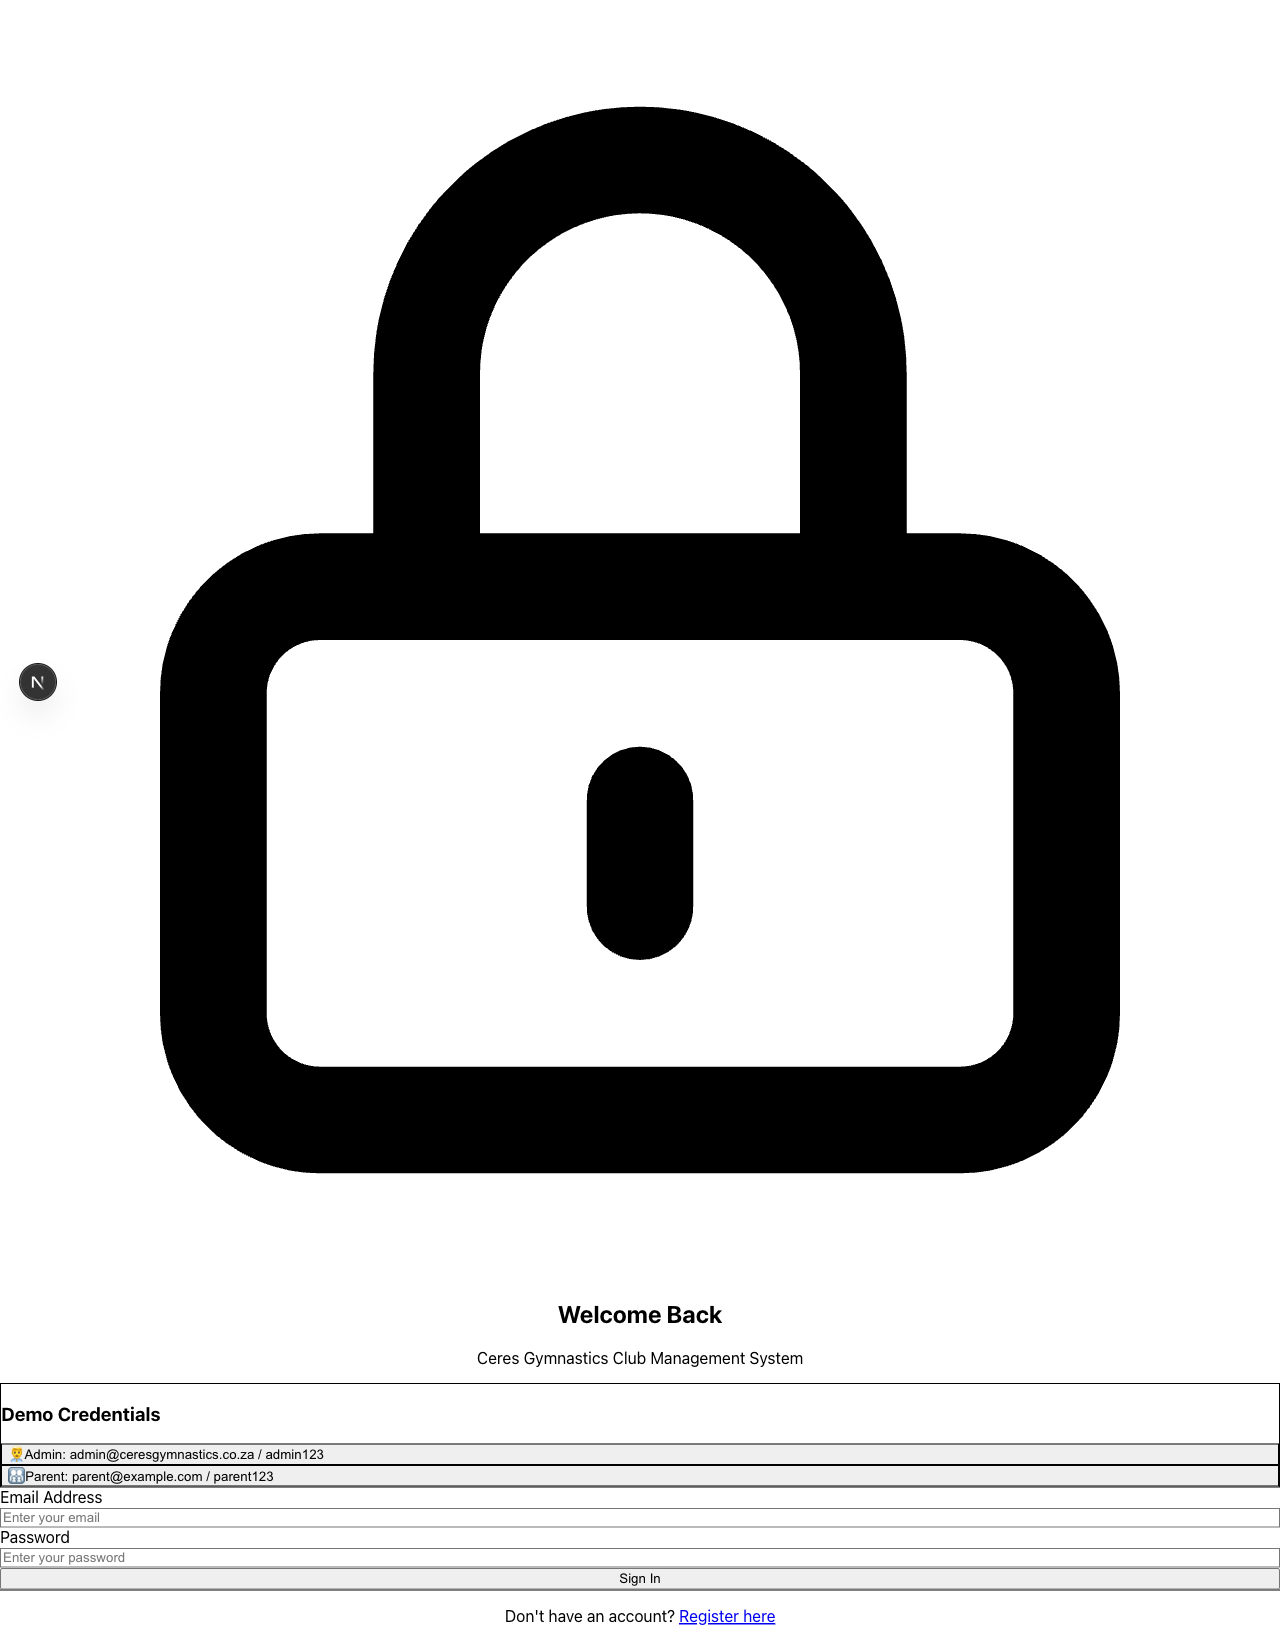 N
Welcome Back
Ceres Gymnastics Club Management System
Demo Credentials
Admin: admin@ceresgymnastics.co.za / admin123
Parent: parent@example.com / parent123
Email Address
Enter your email
Password
Enter your password
Sign In
Don't have an account? Register here